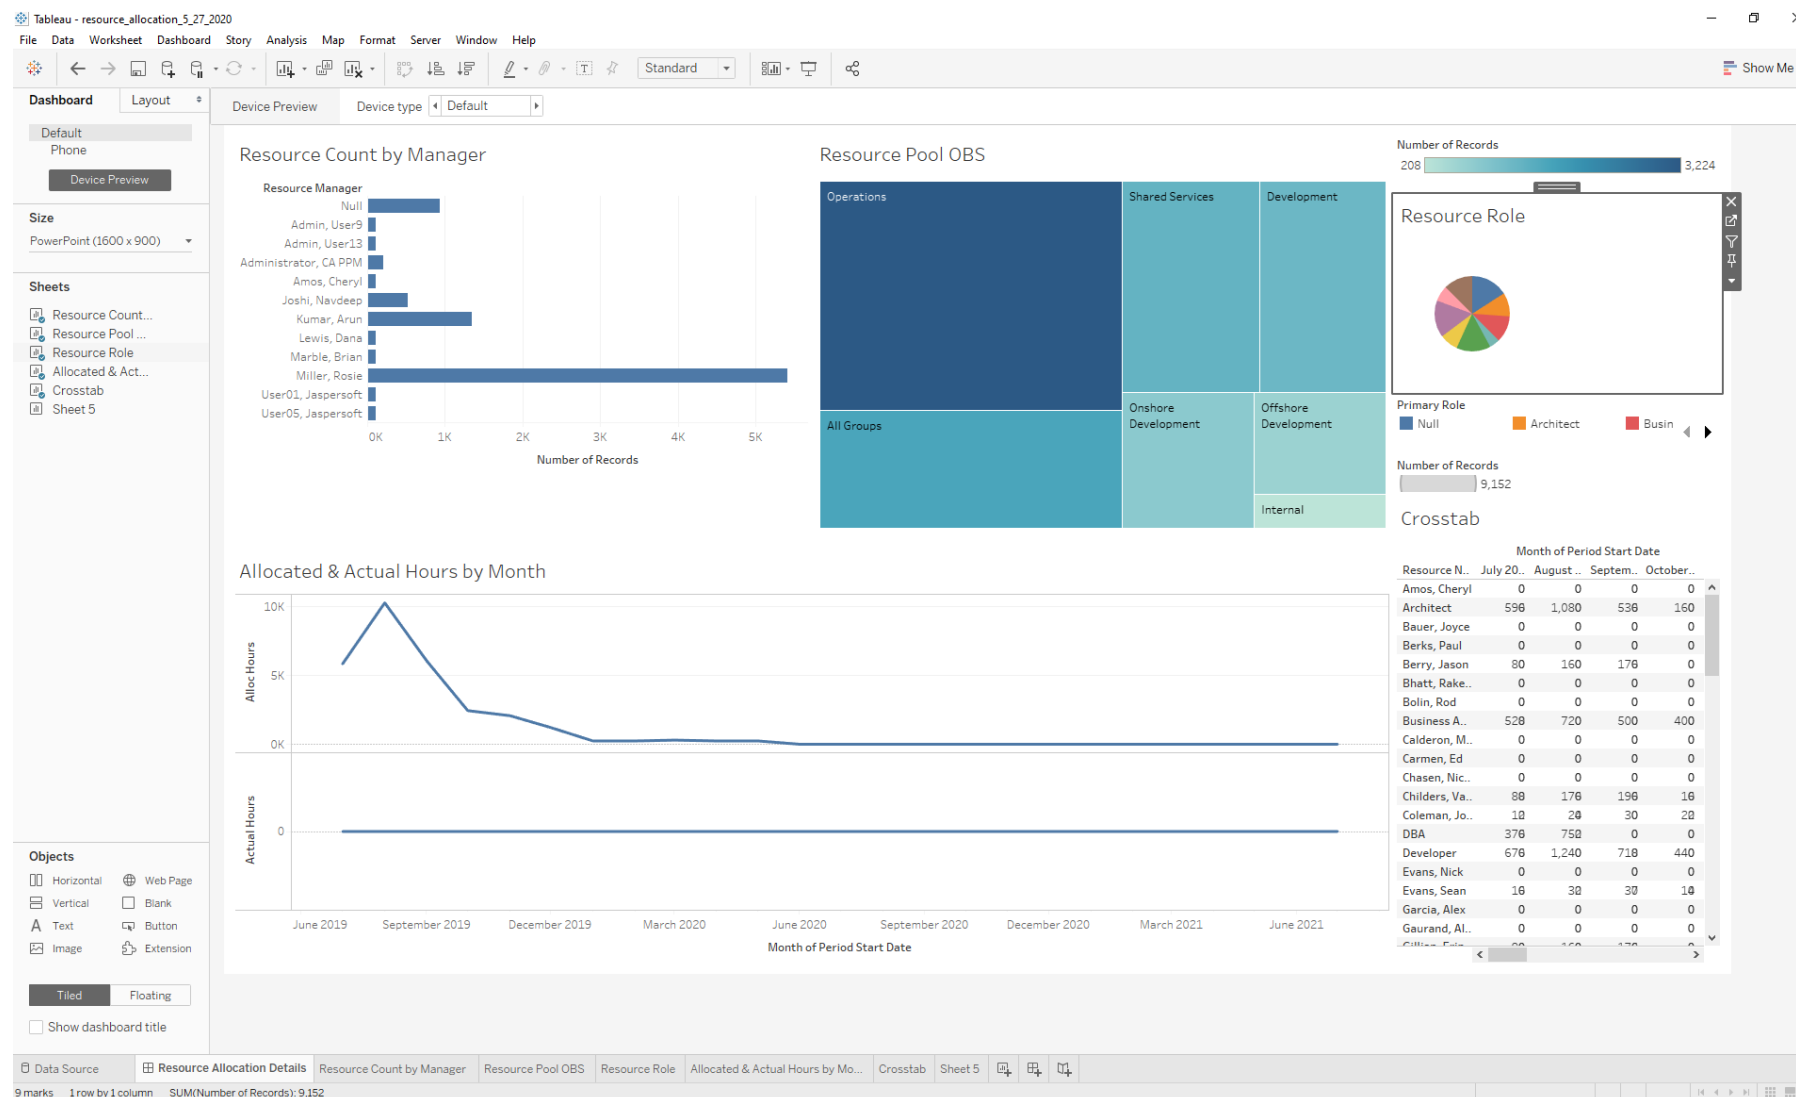 Tableau - resource_allocation_5_27_2020
File Data Worksheet Dashboard Story Analysis Map Format Server Window Help
Standard
Show Me
Dashboard Layout
Device Preview Device type Default
Default
Phone
Device Preview
Size
PowerPoint (1600 x 900)
Sheets
Resource Count...
Resource Pool ...
Resource Role
Allocated & Act...
Crosstab
Sheet 5
Objects
Horizontal Web Page
Vertical Blank
Text Button
Image Extension
Tiled Floating
Show dashboard title
Resource Count by Manager
Resource Manager
Null
Admin, User9
Admin, User13
Administrator, CA PPM
Amos, Cheryl
Joshi, Navdeep
Kumar, Arun
Lewis, Dana
Marble, Brian
Miller, Rosie
User01, Jaspersoft
User05, Jaspersoft
0K 1K 2K 3K 4K 5K
Number of Records
Resource Pool OBS
Operations
Shared Services
Development
All Groups
Onshore
Development
Offshore
Development
Internal
Number of Records
208 3,224
Resource Role
Primary Role
Null Architect Busin
Number of Records
9,152
Allocated & Actual Hours by Month
10K
5K
0K
Alloc Hours
0
Actual Hours
June 2019 September 2019 December 2019 March 2020 June 2020 September 2020 December 2020 March 2021 June 2021
Month of Period Start Date
Crosstab
Month of Period Start Date
Resource N.. July 20.. August .. Septem.. October..
Amos, Cheryl 0 0 0 0
Architect 1,080 160
Bauer, Joyce 0 0 0 0
Berks, Paul 0 0 0 0
Berry, Jason 80 160 176 0
Bhatt, Rake.. 0 0 0 0
Bolin, Rod 0 0 0 0
Business A.. 528 720 500 400
Calderon, M.. 0 0 0 0
Carmen, Ed 0 0 0 0
Chasen, Nic.. 0 0 0 0
Childers, Va.. 176 196 16
Coleman, Jo.. 30
DBA 0 0
Developer 1,240 440
Evans, Nick 0 0 0 0
Evans, Sean 16
Garcia, Alex 0 0 0 0
Gaurand, Al.. 0 0 0 0
Data Source Resource Allocation Details Resource Count by Manager Resource Pool OBS Resource Role Allocated & Actual Hours by Mo... Crosstab Sheet 5
9 marks 1 row by 1 column SUM(Number of Records): 9,152